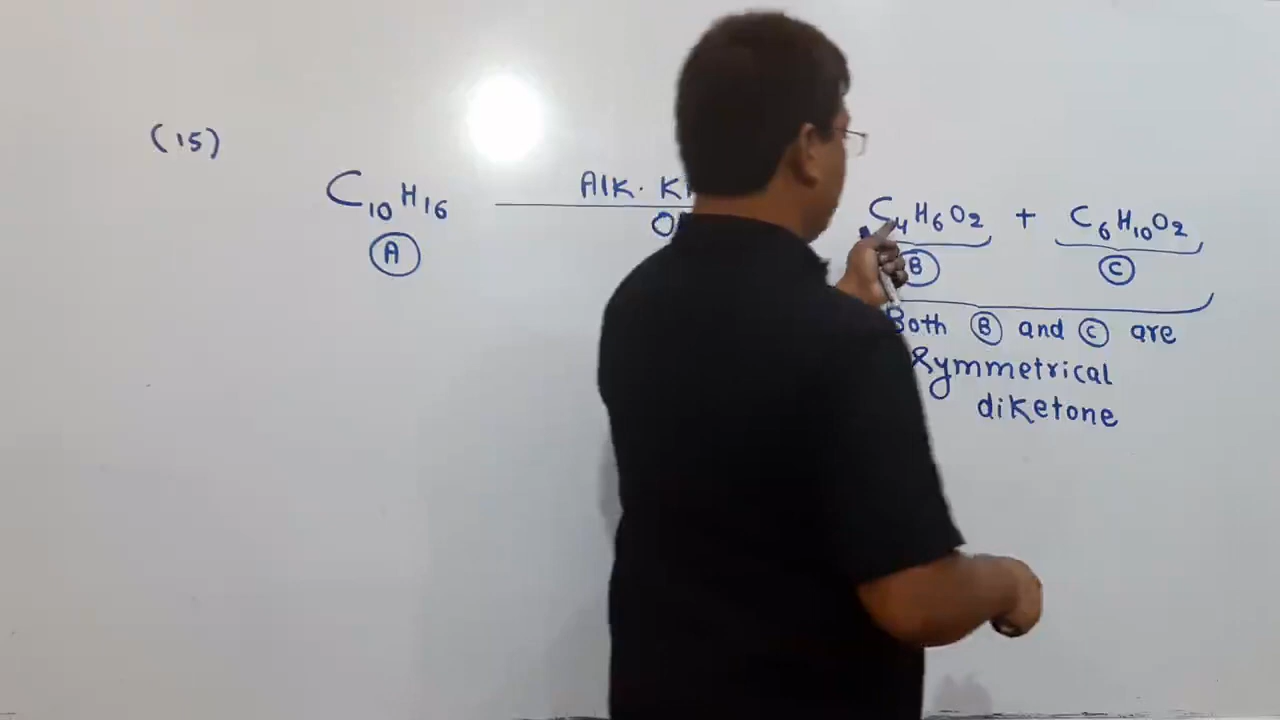 (15)
C10H16 Alk. C4H6O2 + C6H10O2
A B C
Both B and C are
Symmetrical
diketone